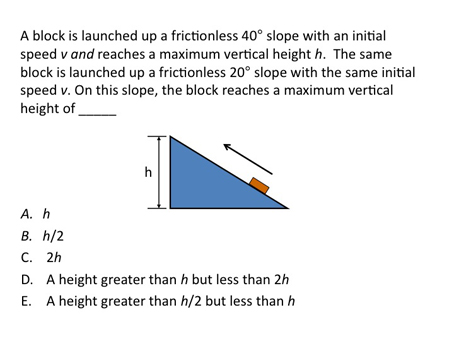 A block is launched up a frictionless 40° slope with an initial
speed v and reaches a maximum vertical height h. The same
block is launched up a frictionless 20° slope with the same initial
speed v. On this slope, the block reaches a maximum vertical
height of _____
h
A. h
B. h/2
C. 2h
D. A height greater than h but less than 2h
E. A height greater than h/2 but less than h